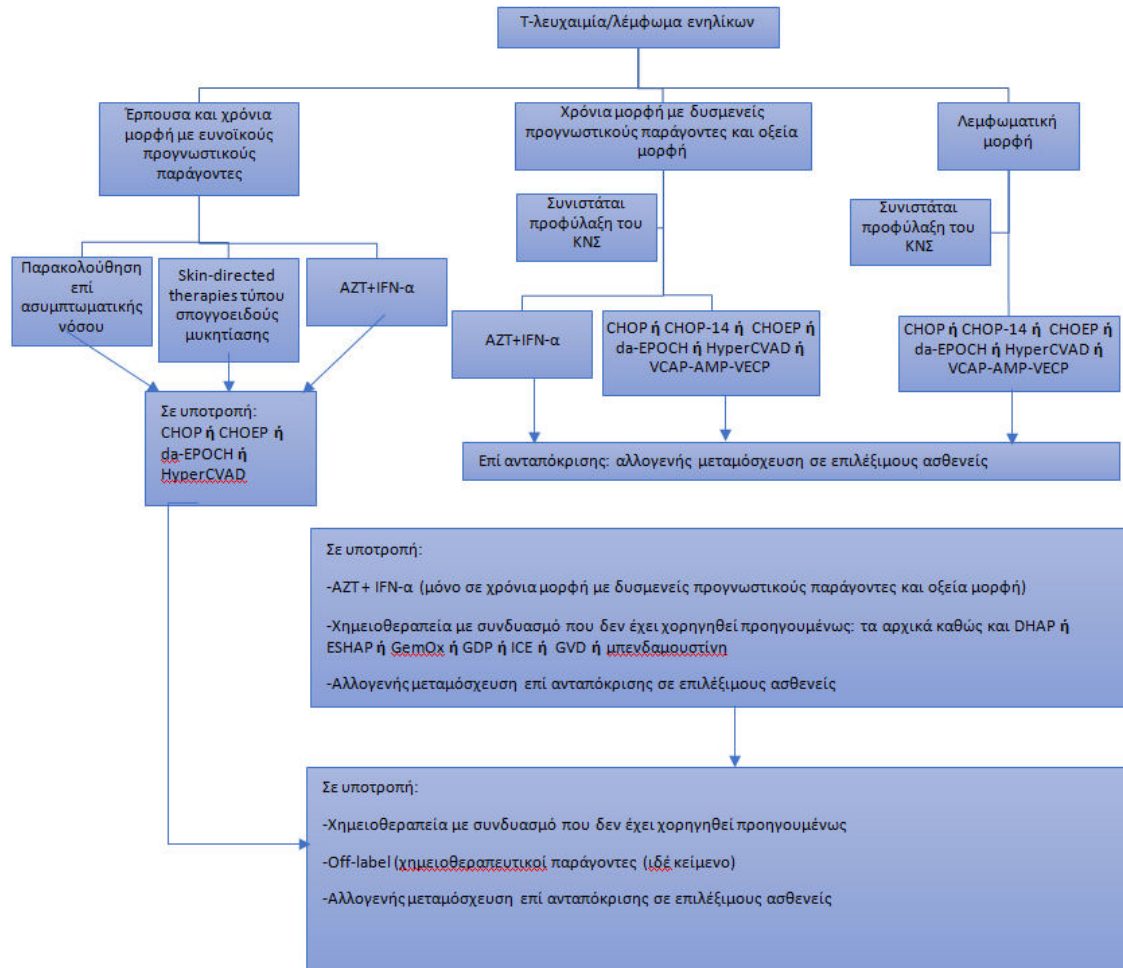 Τ-λευχαιμία/λέμφωμα ενηλίκων
Έρπουσα και χρόνια
μορφή με ευνοϊκούς
προγνωστικούς
παράγοντες
Χρόνια μορφή με δυσμενείς
προγνωστικούς παράγοντες και οξεία
μορφή
Λεμφωματική
μορφή
Συνιστάται
προφύλαξη του
ΚΝΣ
Συνιστάται
προφύλαξη του
ΚΝΣ
Παρακολούθηση
επί
ασυμπτωματικής
νόσου
Skin-directed
therapies τύπου
σπογγοειδούς
μυκητίασης
AZT+IFN-α
AZT+IFN-α
CHOP ή CHOP-14 ή CHOEP ή
da-EPOCH ή HyperCVAD ή
VCAP-AMP-VECP
CHOP ή CHOP-14 ή CHOEP ή
da-EPOCH ή HyperCVAD ή
VCAP-AMP-VECP
Σε υποτροπή:
CHOP ή CHOEP ή
da-EPOCH ή
HyperCVAD
Επί ανταπόκρισης: αλλογενής μεταμόσχευση σε επιλέξιμους ασθενείς
Σε υποτροπή:
-AZT+ IFN-α (μόνο σε χρόνια μορφή με δυσμενείς προγνωστικούς παράγοντες και οξεία μορφή)
-Χημειοθεραπεία με συνδυασμό που δεν έχει χορηγηθεί προηγουμένως: τα αρχικά καθώς και DHAP ή
ESHAP ή GemOx ή GDP ή ICE ή GVD ή μπενδαμουστίνη
-Αλλογενής μεταμόσχευση επί ανταπόκρισης σε επιλέξιμους ασθενείς
Σε υποτροπή:
-Χημειοθεραπεία με συνδυασμό που δεν έχει χορηγηθεί προηγουμένως
-Off-label (χημειοθεραπευτικοί παράγοντες (ιδέ κείμενο)
-Αλλογενής μεταμόσχευση επί ανταπόκρισης σε επιλέξιμους ασθενείς